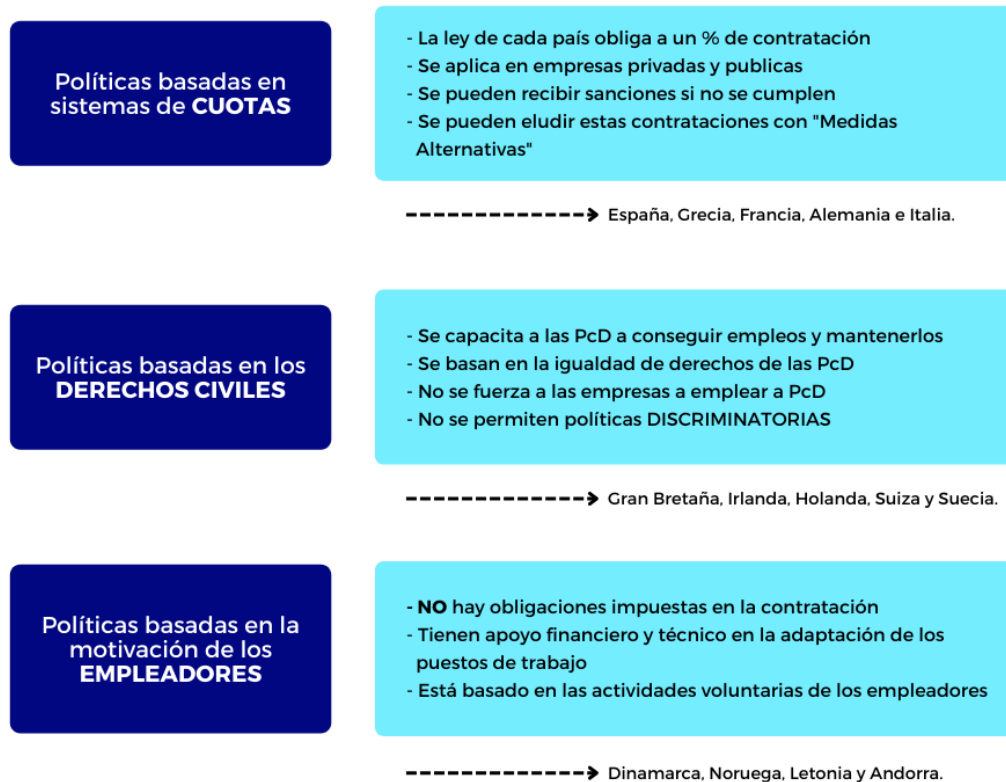 Políticas basadas en
sistemas de CUOTAS
- La ley de cada país obliga a un % de contratación
- Se aplica en empresas privadas y publicas
- Se pueden recibir sanciones si no se cumplen
- Se pueden eludir estas contrataciones con "Medidas
Alternativas"
España, Grecia, Francia, Alemania e Italia.
Políticas basadas en los
DERECHOS CIVILES
- Se capacita a las PcD a conseguir empleos y mantenerlos
- Se basan en la igualdad de derechos de las PcD
- No se fuerza a las empresas a emplear a PcD
- No se permiten políticas DISCRIMINATORIAS
Gran Bretaña, Irlanda, Holanda, Suiza y Suecia.
Políticas basadas en la
motivación de los
EMPLEADORES
- NO hay obligaciones impuestas en la contratación
- Tienen apoyo financiero y técnico en la adaptación de los
puestos de trabajo
- Está basado en las actividades voluntarias de los empleadores
Dinamarca, Noruega, Letonia y Andorra.